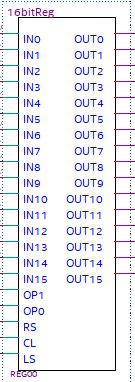 16bitReg
IN0 OUT0
IN1 OUT1
IN2 OUT2
IN3 OUT3
IN4 OUT4
IN5 OUT5
IN6 OUT6
IN7 OUT7
IN8 OUT8
IN9 OUT9
IN10 OUT10
IN11 OUT11
IN12 OUT12
IN13 OUT13
IN14 OUT14
IN15 OUT15
OP1
OP0
RS
CL
LS
REG00